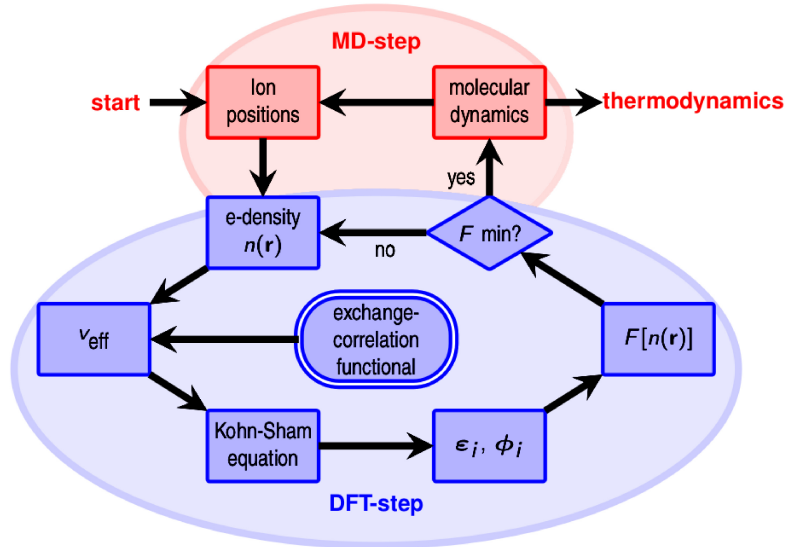 MD-step
start
Ion
positions
molecular
dynamics
thermodynamics
yes
e-density
n(r)
no
F min?
v_eff
exchange-
correlation
functional
F[n(r)]
Kohn-Sham
equation
ε_i, ϕ_i
DFT-step